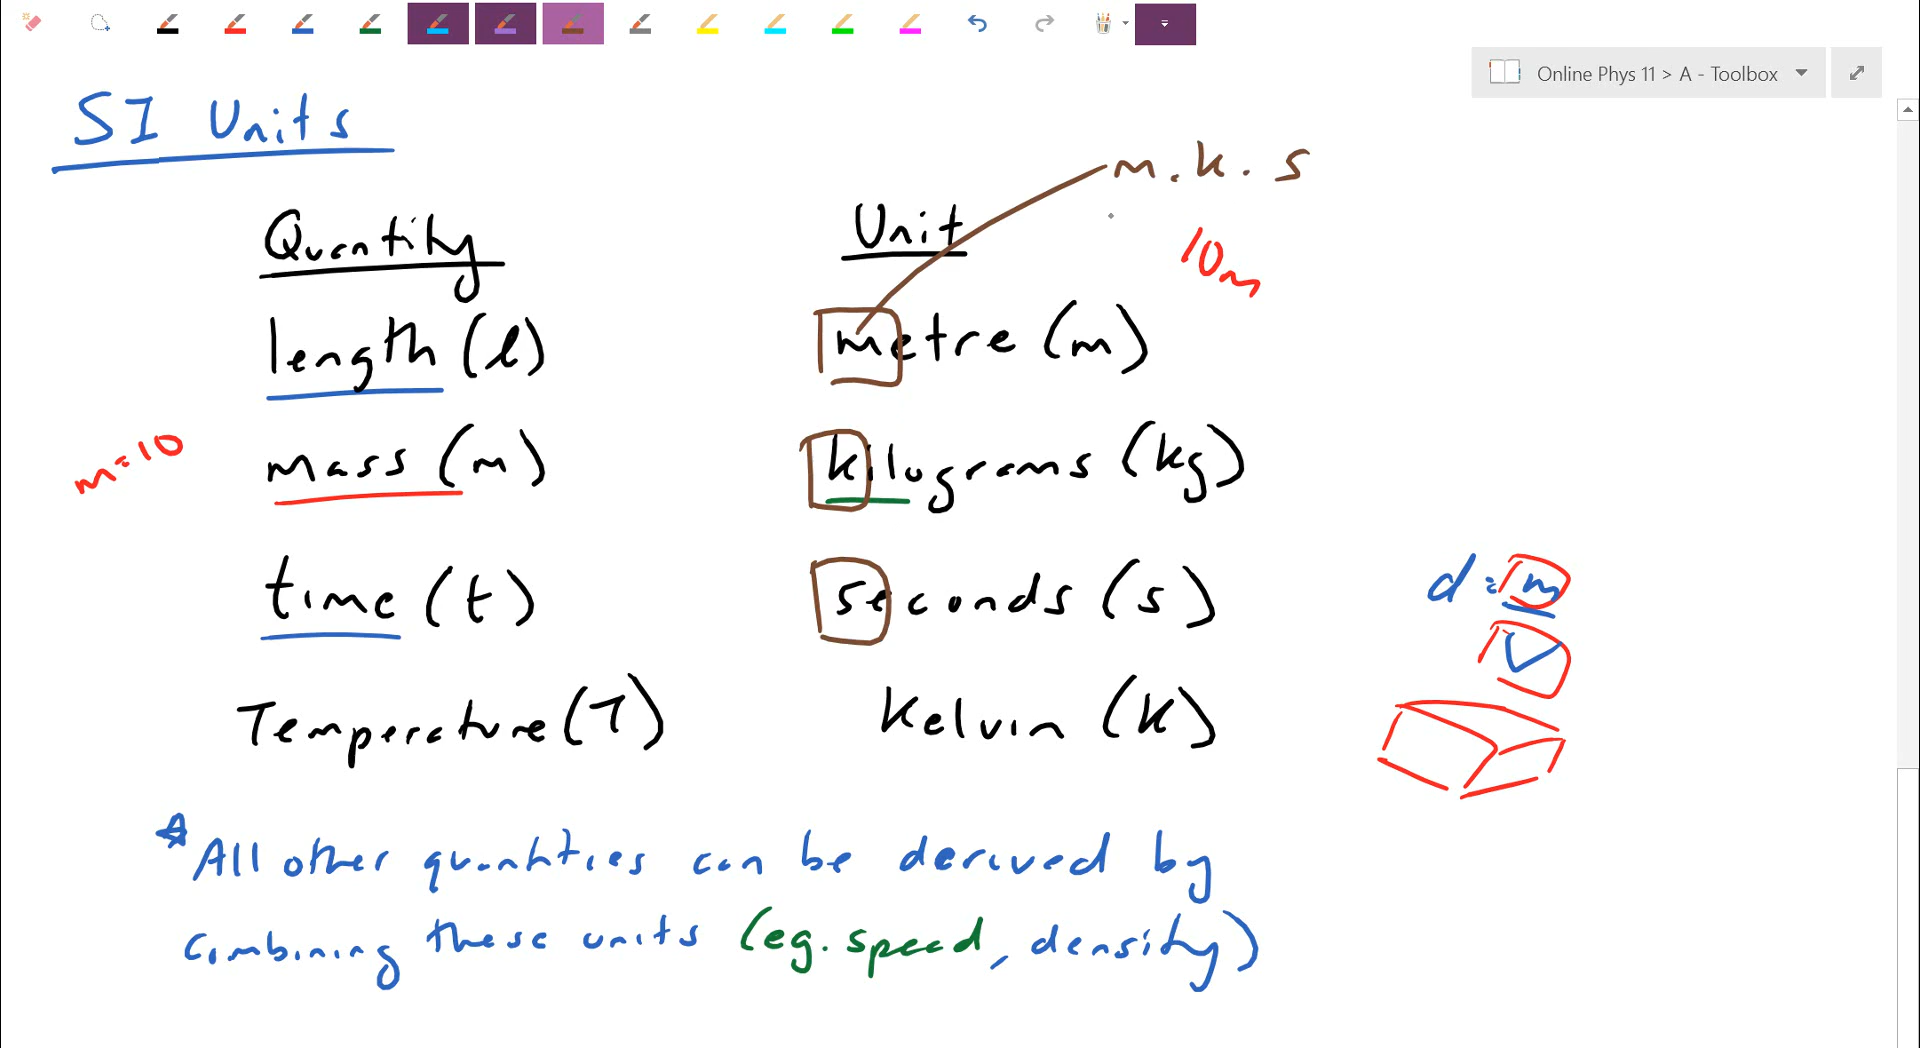 Online Phys 11 > A - Toolbox
SI Units
m.k.s
Quantity Unit
10m
length (l) metre (m)
m=10
mass (m) kilograms (kg)
time (t) seconds (s)
d = m
V
Temperature (T) Kelvin (K)
All other quantities can be derived by
combining these units (eg. speed, density)